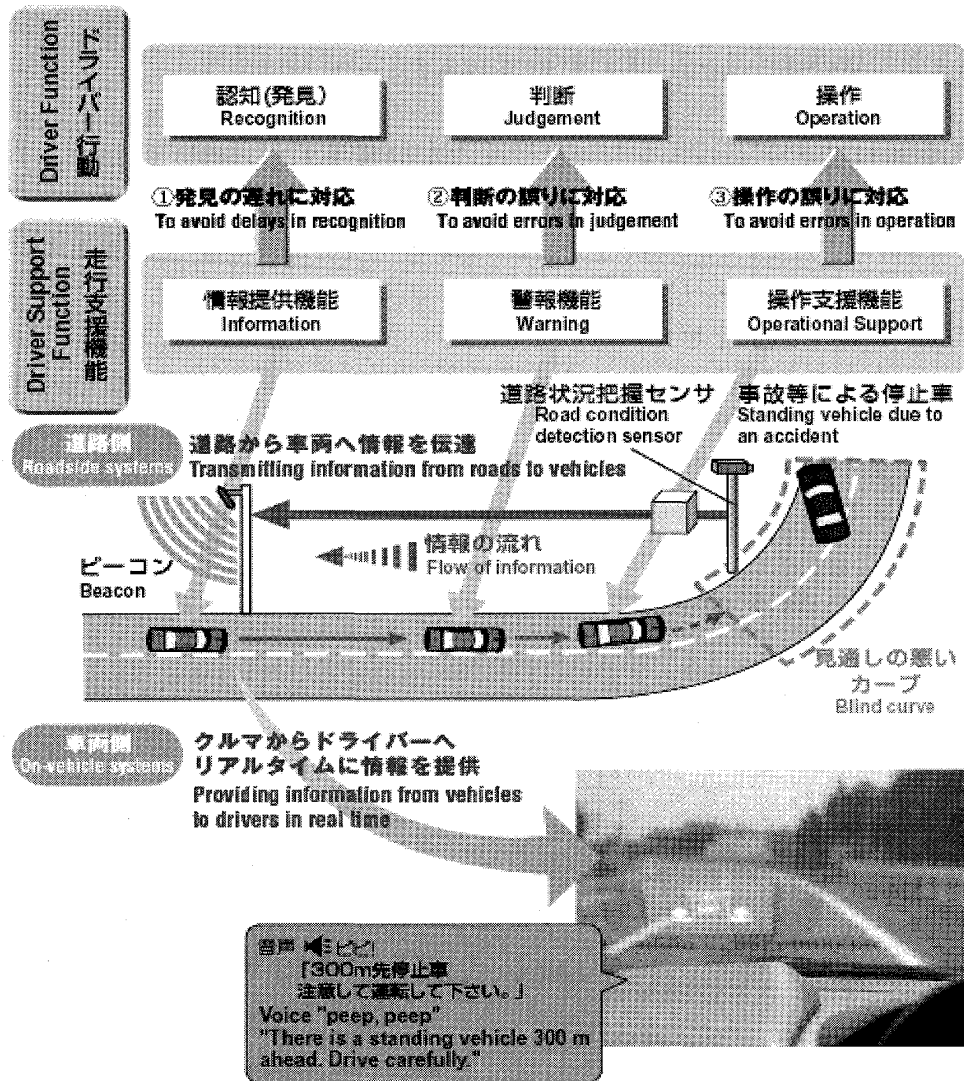 ドライバー行動
Driver Function
認知(発見)
Recognition
判断
Judgement
操作
Operation
①発見の遅れに対応
To avoid delays in recognition
②判断の誤りに対応
To avoid errors in judgement
③操作の誤りに対応
To avoid errors in operation
走行支援機能
Driver Support
Function
情報提供機能
Information
警報機能
Warning
操作支援機能
Operational Support
道路状況把握センサ
Road condition
detection sensor
事故等による停止車
Standing vehicle due to
an accident
道路側
Roadside systems
道路から車両へ情報を伝達
Transmitting information from roads to vehicles
情報の流れ
Flow of information
ビーコン
Beacon
見通しの悪い
カーブ
Blind curve
車両側
On-vehicle systems
クルマからドライバーへ
リアルタイムに情報を提供
Providing information from vehicles
to drivers in real time
音声 ピピ!
「300m先停止車
注意して運転して下さい。」
Voice "peep, peep"
"There is a standing vehicle 300 m
ahead. Drive carefully."